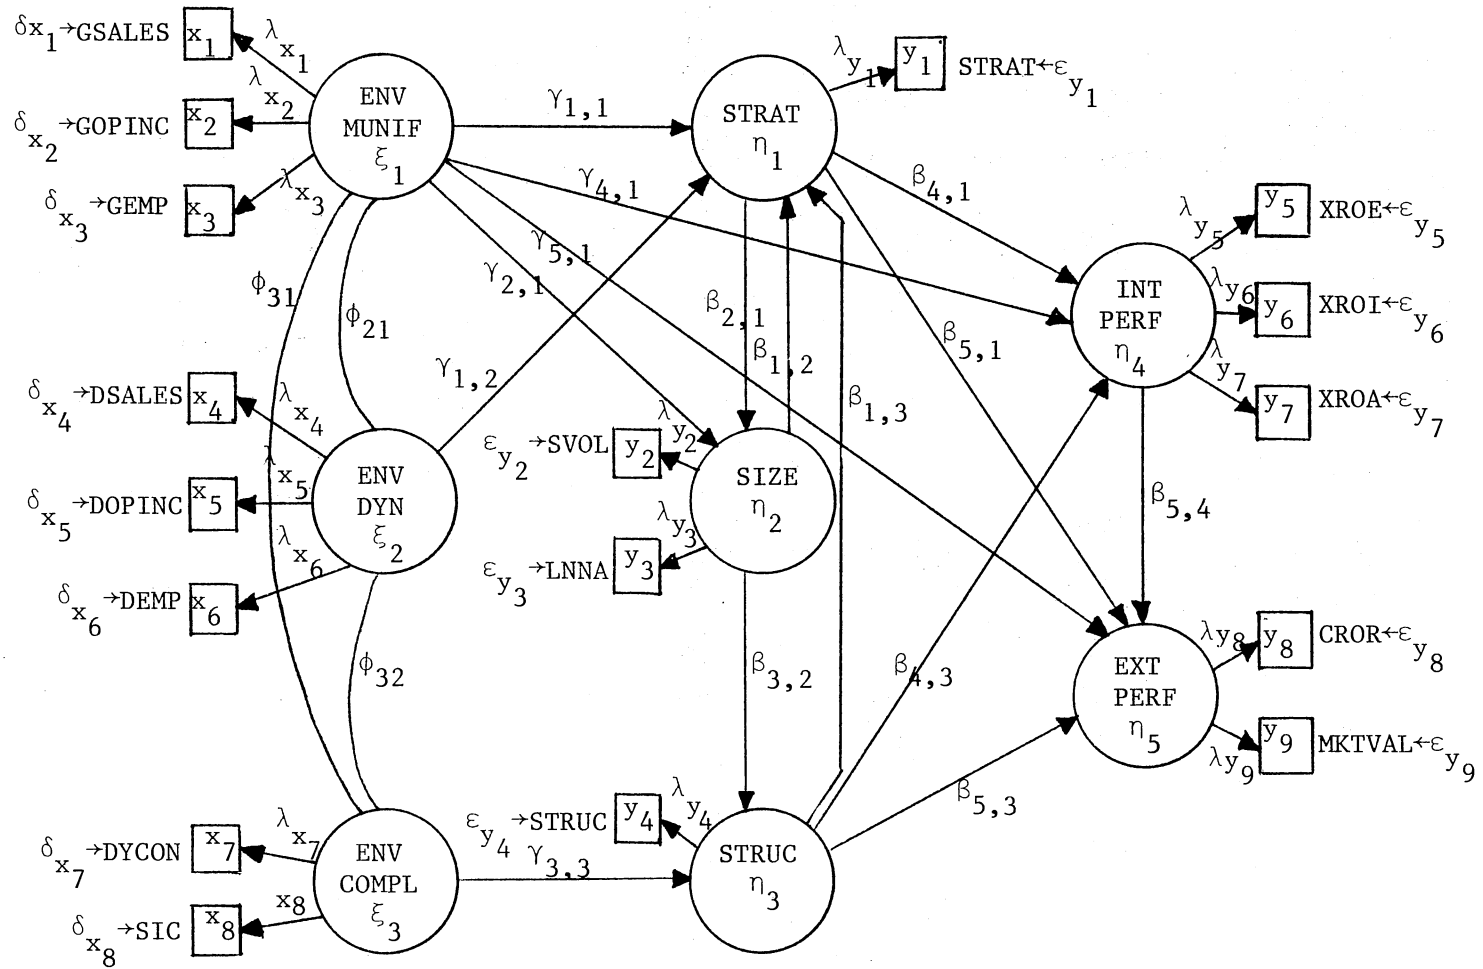 δx₁→GSALES x₁ λx₁
ENV MUNIF ξ₁
λx₂
δx₂→GOPINC x₂
λx₃
δx₃→GEMP x₃
γ₁,₁
STRAT η₁
λy₁ y₁ STRAT←εy₁
γ₄,₁
β₄,₁
γ₅,₁
γ₂,₁
λy₅ y₅ XROE←εy₅
INT PERF η₄
λy₆ y₆ XROI←εy₆
λy₇ y₇ XROA←εy₇
φ₃₁
φ₂₁
β₂,₁
β₁,₂
β₅,₁
γ₁,₂
β₁,₃
δx₄→DSALES x₄ λx₄
ENV DYN ξ₂
λx₅
δx₅→DOPINC x₅
λx₆
δx₆→DEMP x₆
εy₂→SVOL y₂ λy₂
SIZE η₂
εy₃→LNNA y₃ λy₃
β₅,₄
φ₃₂
β₃,₂
β₄,₃
EXT PERF η₅
λy₈ y₈ CROR←εy₈
λy₉ y₉ MKTVAL←εy₉
β₅,₃
δx₇→DYCON x₇ λx₇
ENV COMPL ξ₃
x₈
δx₈→SIC x₈
εy₄→STRUC y₄ λy₄
γ₃,₃
STRUC η₃